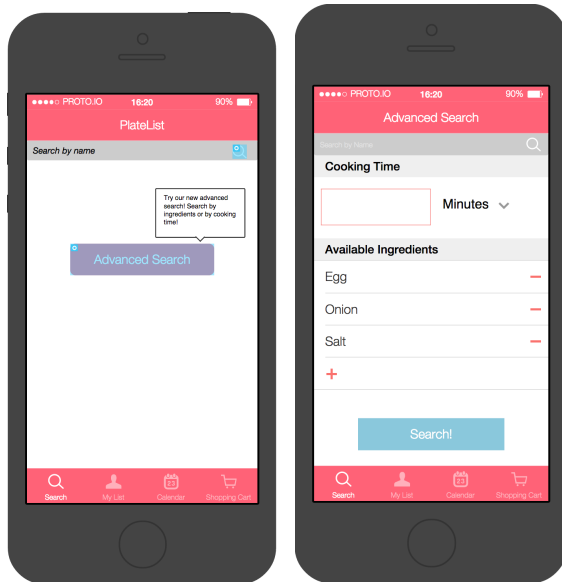 PROTO.IO 16:20 90%
PlateList
Search by name
Try our new advanced
search! Search by
ingredients or by cooking
time!
Advanced Search
Search My List Calendar Shopping Cart
23
PROTO.IO 16:20 90%
Advanced Search
Search by Name
Cooking Time
Minutes
Available Ingredients
Egg
Onion
Salt
Search!
23
Search My List Calendar Shopping Cart